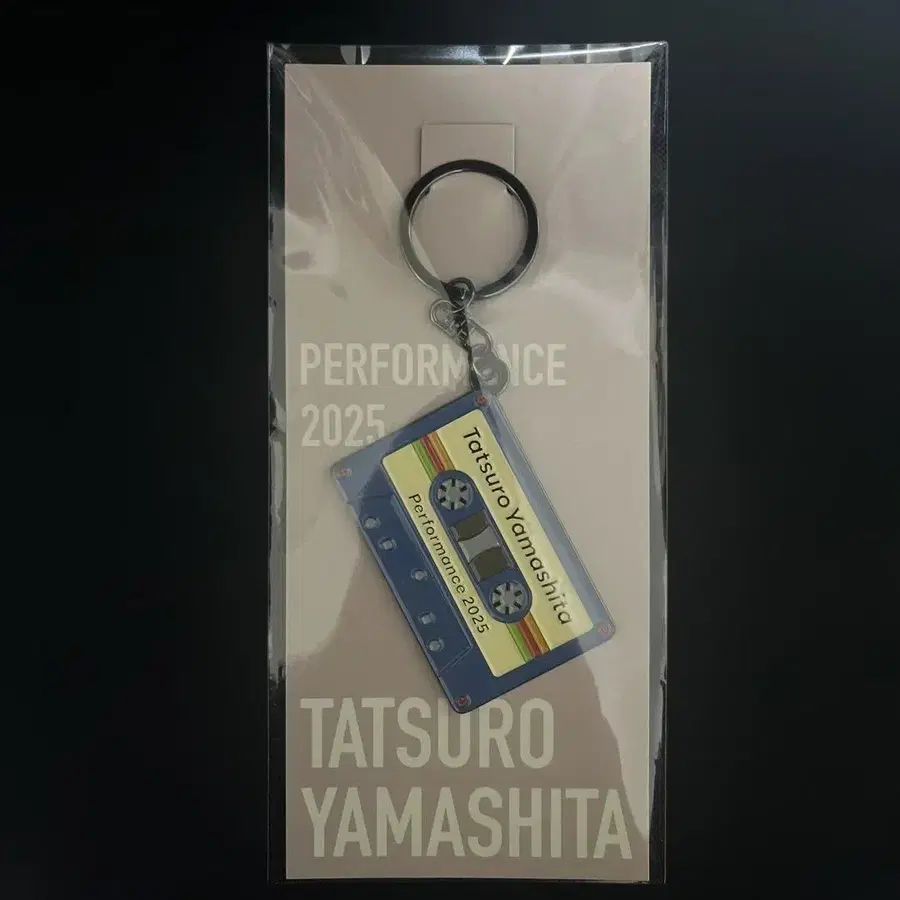 PERFORMANCE
2025
Tatsuro Yamashita
Performance 2025
TATSURO
YAMASHITA